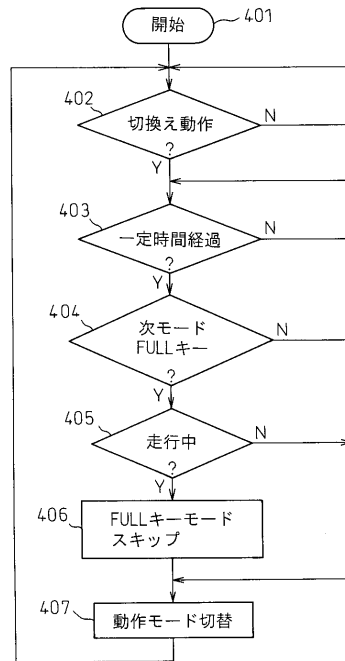 開始
401
402
切換え動作
?
N
Y
403
一定時間経過
?
N
Y
404
次モード
FULLキー
?
N
Y
405
走行中
?
N
Y
406
FULLキーモード
スキップ
407
動作モード切替